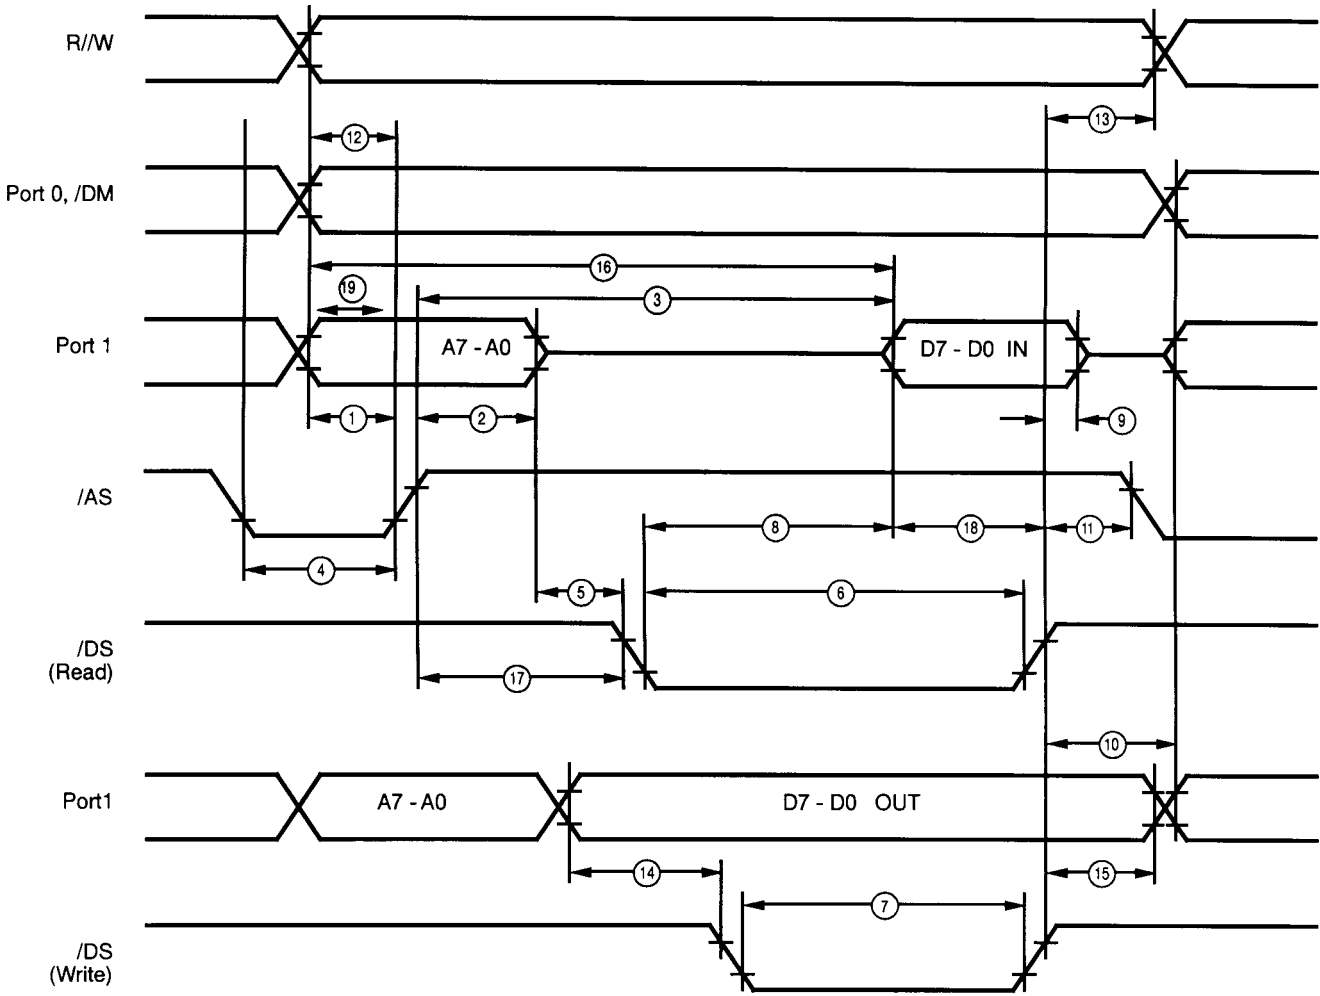 R//W
13
12
Port 0, /DM
16
19
3
Port 1
A7 - A0
D7 - D0 IN
1
2
9
/AS
8
18
11
4
5
6
/DS
(Read)
17
10
Port1
A7 - A0
D7 - D0 OUT
14
15
7
/DS
(Write)